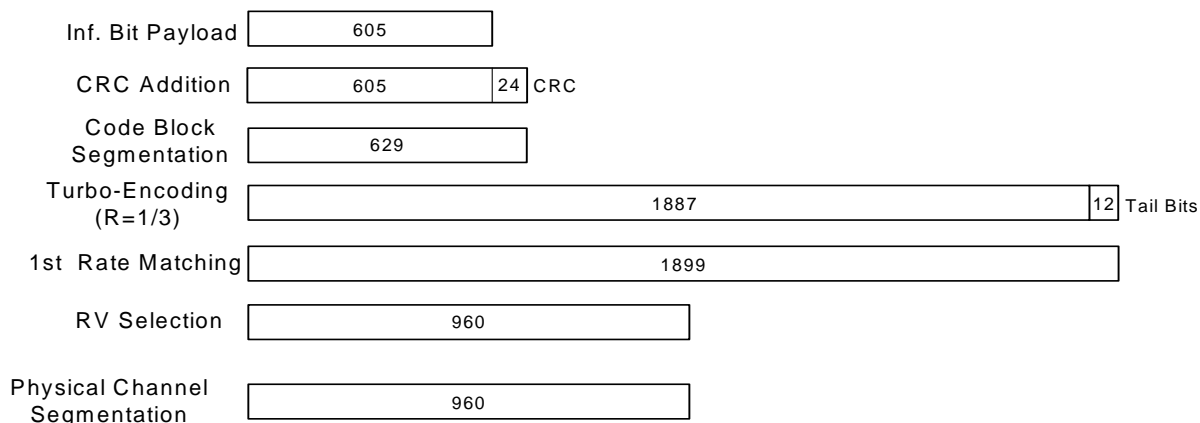 Inf. Bit Payload 605
CRC Addition 605 24 CRC
Code Block
Segmentation 629
Turbo-Encoding
(R=1/3) 1887 12 Tail Bits
1st Rate Matching 1899
RV Selection 960
Physical Channel
Segmentation 960